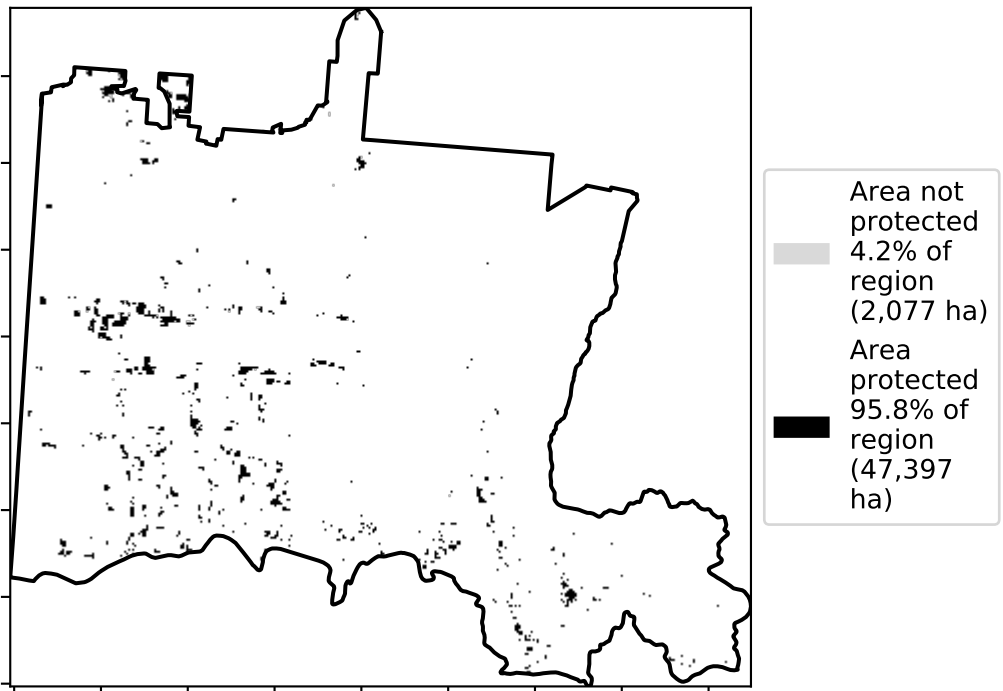 Area not
protected
4.2% of
region
(2,077 ha)
Area
protected
95.8% of
region
(47,397
ha)